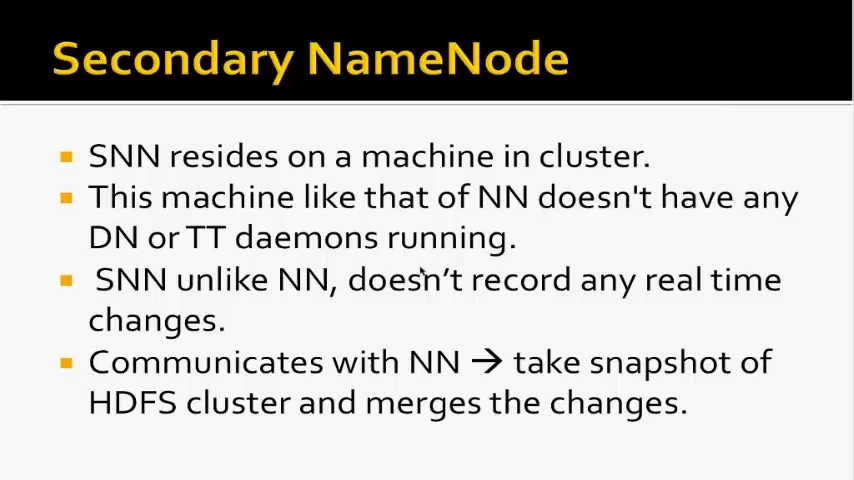 Secondary NameNode
▪ SNN resides on a machine in cluster.
▪ This machine like that of NN doesn't have any
DN or TT daemons running.
▪ SNN unlike NN, doesn’t record any real time
changes.
▪ Communicates with NN → take snapshot of
HDFS cluster and merges the changes.